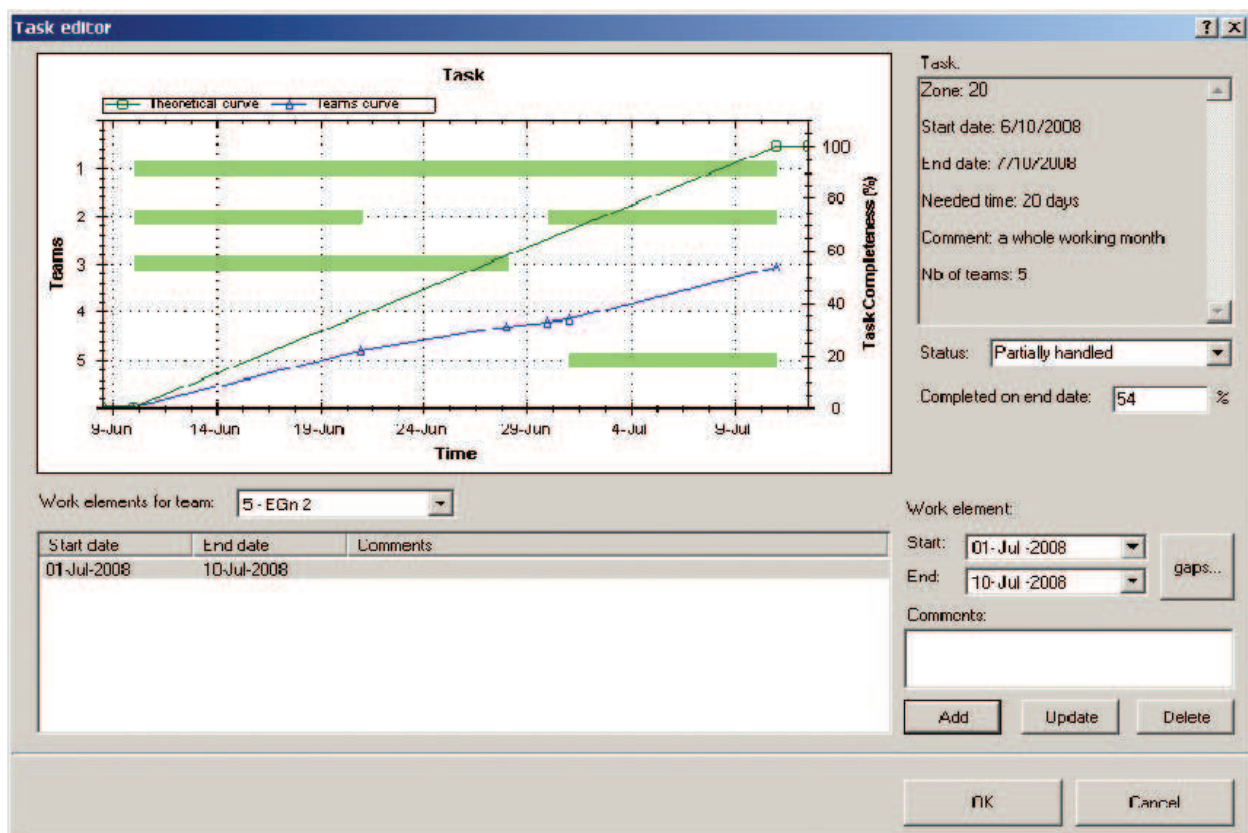 Task editor
Task
Theoretical curve
Teams curve
Teams
1
2
3
4
5
100
80
60
40
20
0
Task Completeness (%)
9-Jun
14-Jun
19-Jun
24-Jun
29-Jun
4-Jul
9-Jul
Time
Task:
Zone: 20
Start date: 6/10/2008
End date: 7/10/2008
Needed time: 20 days
Comment: a whole working month
Nb of teams: 5
Status: Partially handled
Completed on end date: 54 %
Work elements for team: 5 - EGn 2
Start date End date Comments
01-Jul-2008 10-Jul-2008
Work element:
Start: 01-Jul-2008
End: 10-Jul-2008
gaps...
Comments:
Add Update Delete
OK Cancel